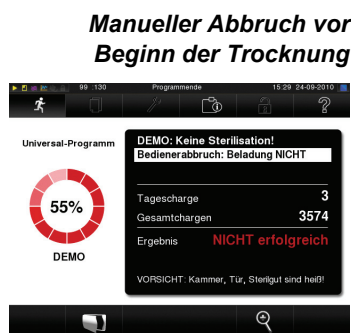 Manueller Abbruch vor
Beginn der Trocknung
99 :130 Programmende 15:29 24-09-2010
Universal-Programm
55%
DEMO
DEMO: Keine Sterilisation!
Bedienerabbruch: Beladung NICHT
Tagescharge 3
Gesamtchargen 3574
Ergebnis NICHT erfolgreich
VORSICHT: Kammer, Tür, Sterilgut sind heiß!